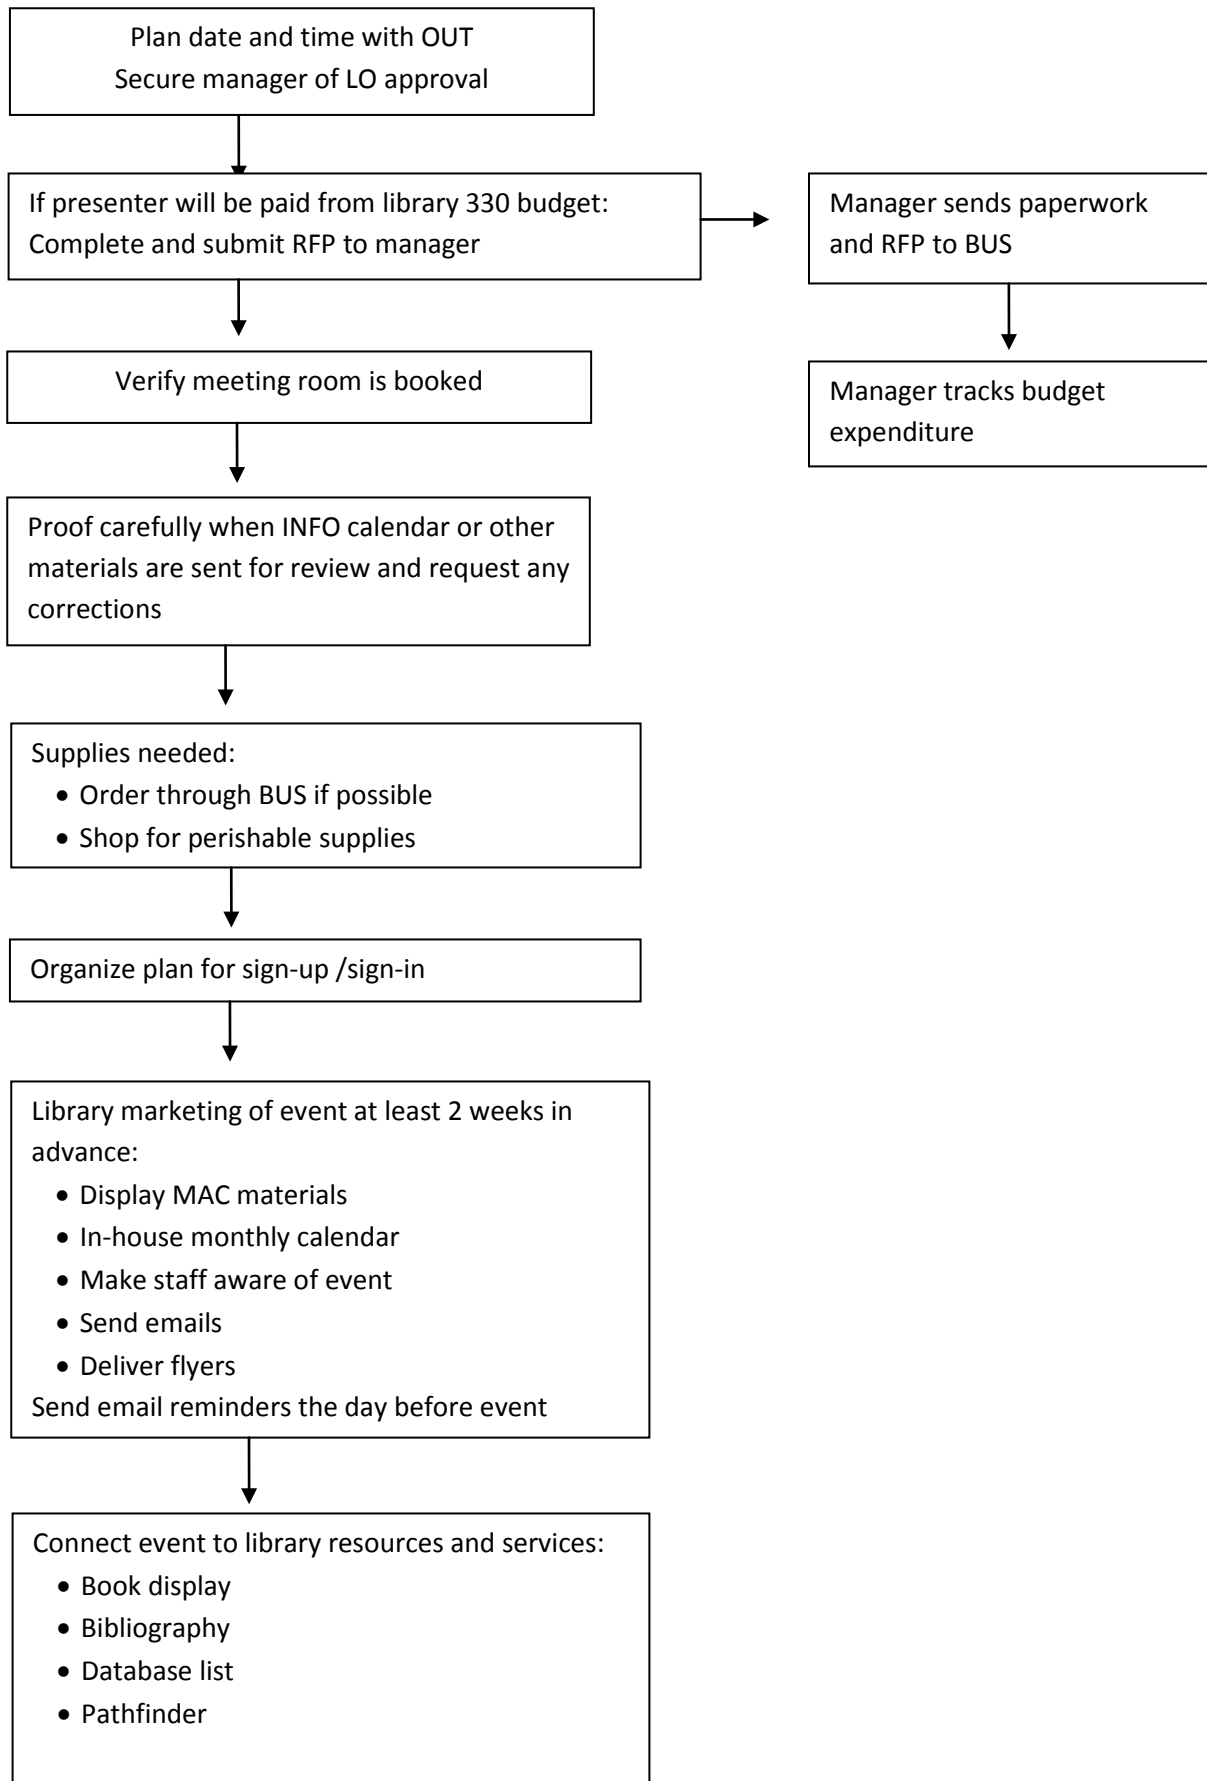 Plan date and time with OUT
Secure manager of LO approval
If presenter will be paid from library 330 budget:
Complete and submit RFP to manager
Manager sends paperwork
and RFP to BUS
Verify meeting room is booked
Manager tracks budget
expenditure
Proof carefully when INFO calendar or other
materials are sent for review and request any
corrections
Supplies needed:
• Order through BUS if possible
• Shop for perishable supplies
Organize plan for sign-up /sign-in
Library marketing of event at least 2 weeks in
advance:
• Display MAC materials
• In-house monthly calendar
• Make staff aware of event
• Send emails
• Deliver flyers
Send email reminders the day before event
Connect event to library resources and services:
• Book display
• Bibliography
• Database list
• Pathfinder